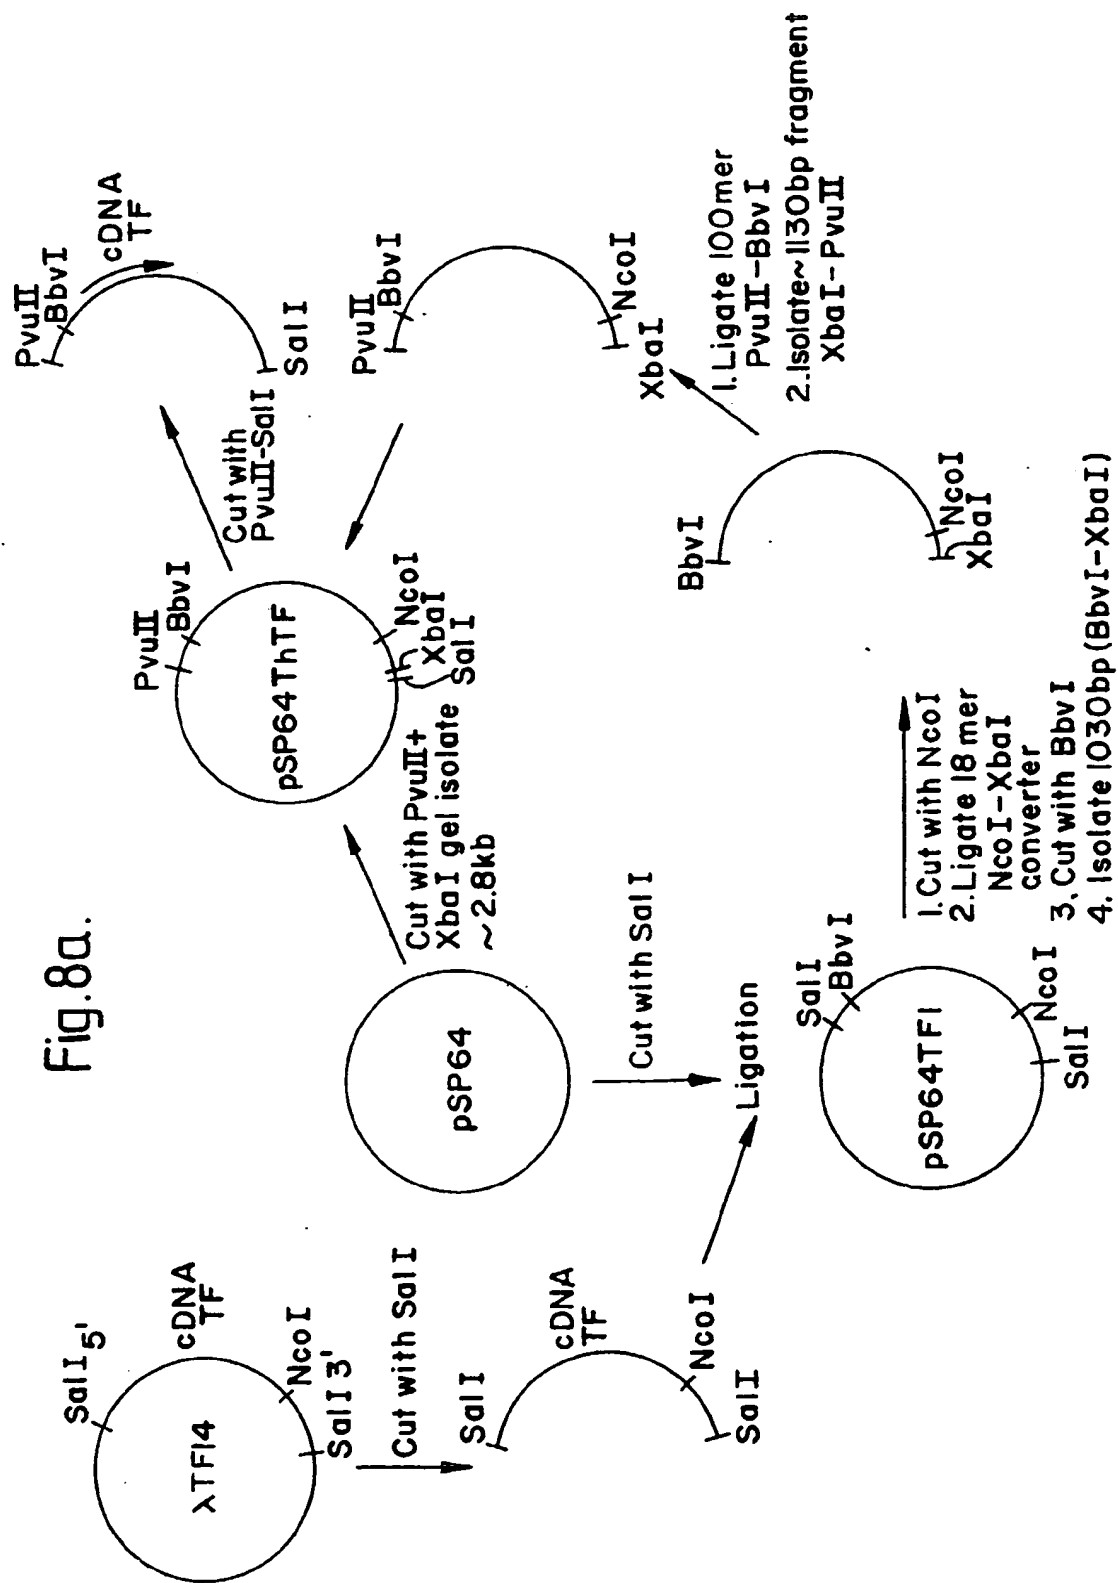 Fig.8a.
SalI 5'
cDNA
TF
NcoI
SalI 3'
λTF14
Cut with SalI
SalI
cDNA
TF
NcoI
SalI
pSP64
Cut with SalI
Ligation
SalI
BbvI
pSP64TF1
NcoI
SalI
1.Cut with NcoI
2.Ligate 18 mer
NcoI-XbaI
converter
3. Cut with BbvI
4. Isolate 1030bp(BbvI-XbaI)
BbvI
NcoI
XbaI
1.Ligate 100mer
PvuII-BbvI
2.Isolate~1130bp fragment
XbaI-PvuII
PvuII
BbvI
NcoI
XbaI
Cut with PvuII+
XbaI gel isolate
~2.8kb
PvuII
BbvI
pSP64ThTF
NcoI
XbaI
SalI
Cut with
PvuII-SalI
PvuII
BbvI
cDNA
TF
SalI